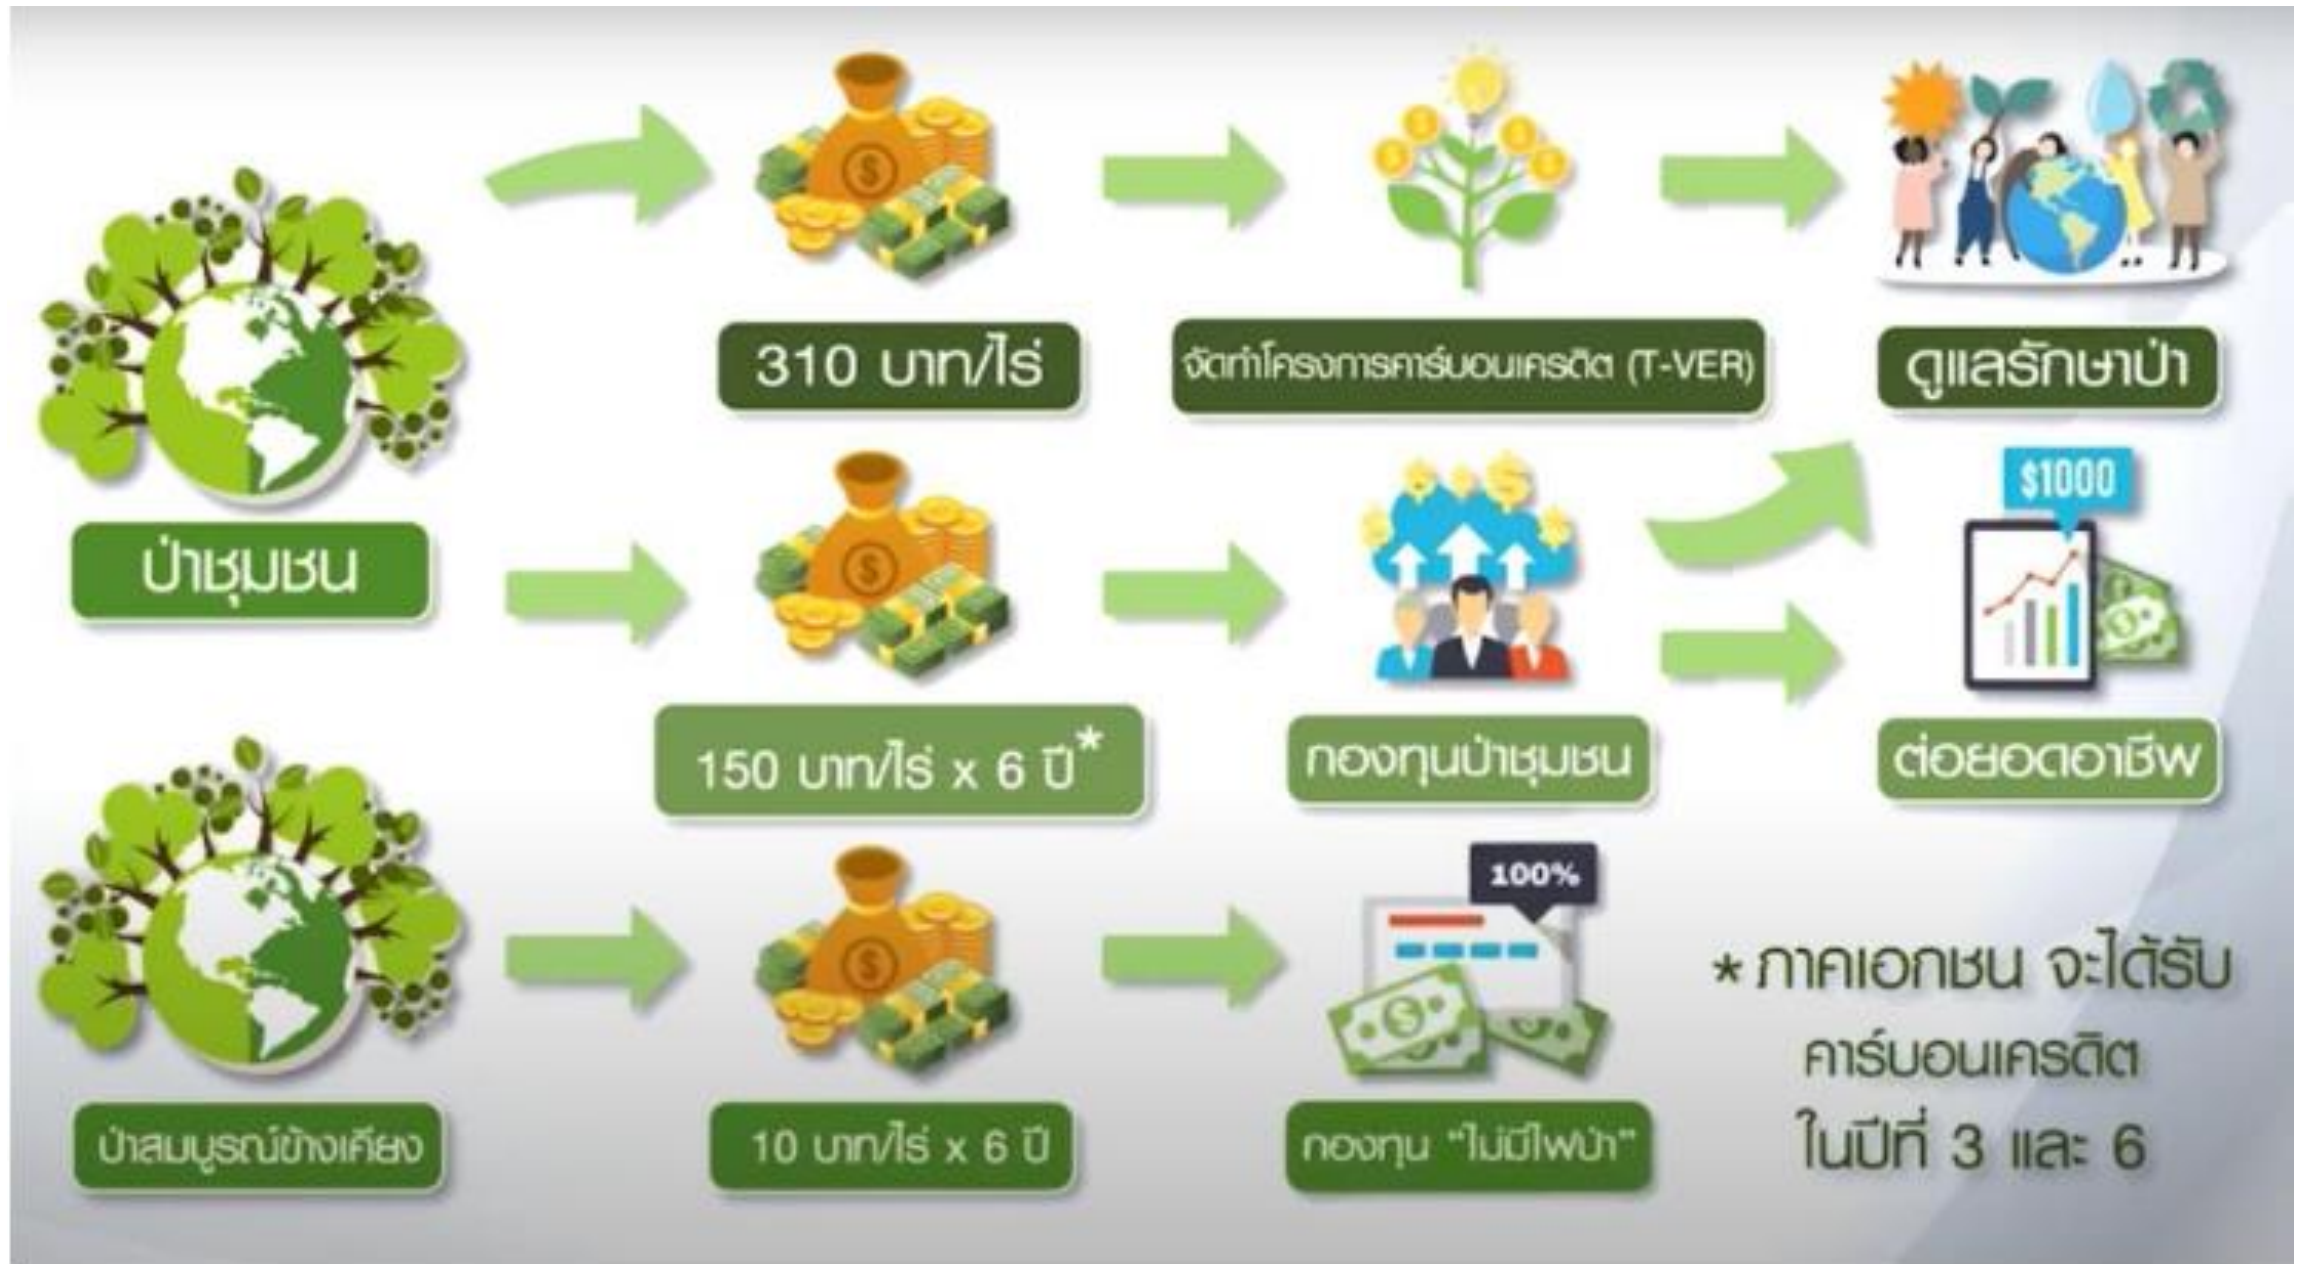 310 บาท/ไร่
จัดทำโครงการคาร์บอนเครดิต (T-VER)
ดูแลรักษาป่า
$1000
ป่าชุมชน
150 บาท/ไร่ x 6 ปี*
กองทุนป่าชุมชน
ต่อยอดอาชีพ
100%
ป่าสมบูรณ์ข้างเคียง
10 บาท/ไร่ x 6 ปี
กองทุน “ไม่มีไฟป่า”
* ภาคเอกชน จะได้รับ
คาร์บอนเครดิต
ในปีที่ 3 และ 6